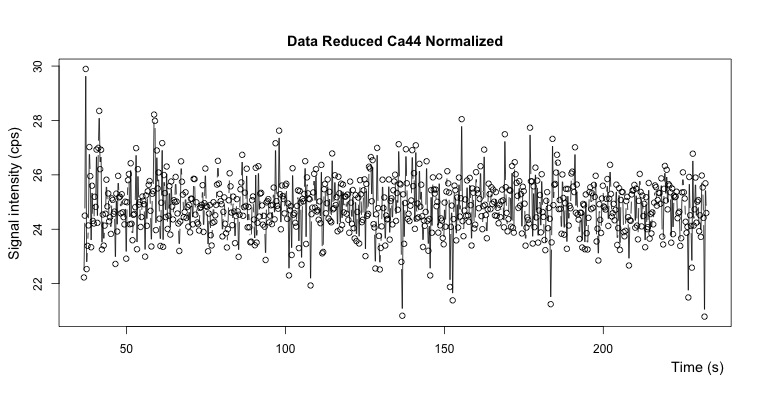 Data Reduced Ca44 Normalized
Signal intensity (cps)
30
28
26
24
22
50 100 150 200
Time (s)